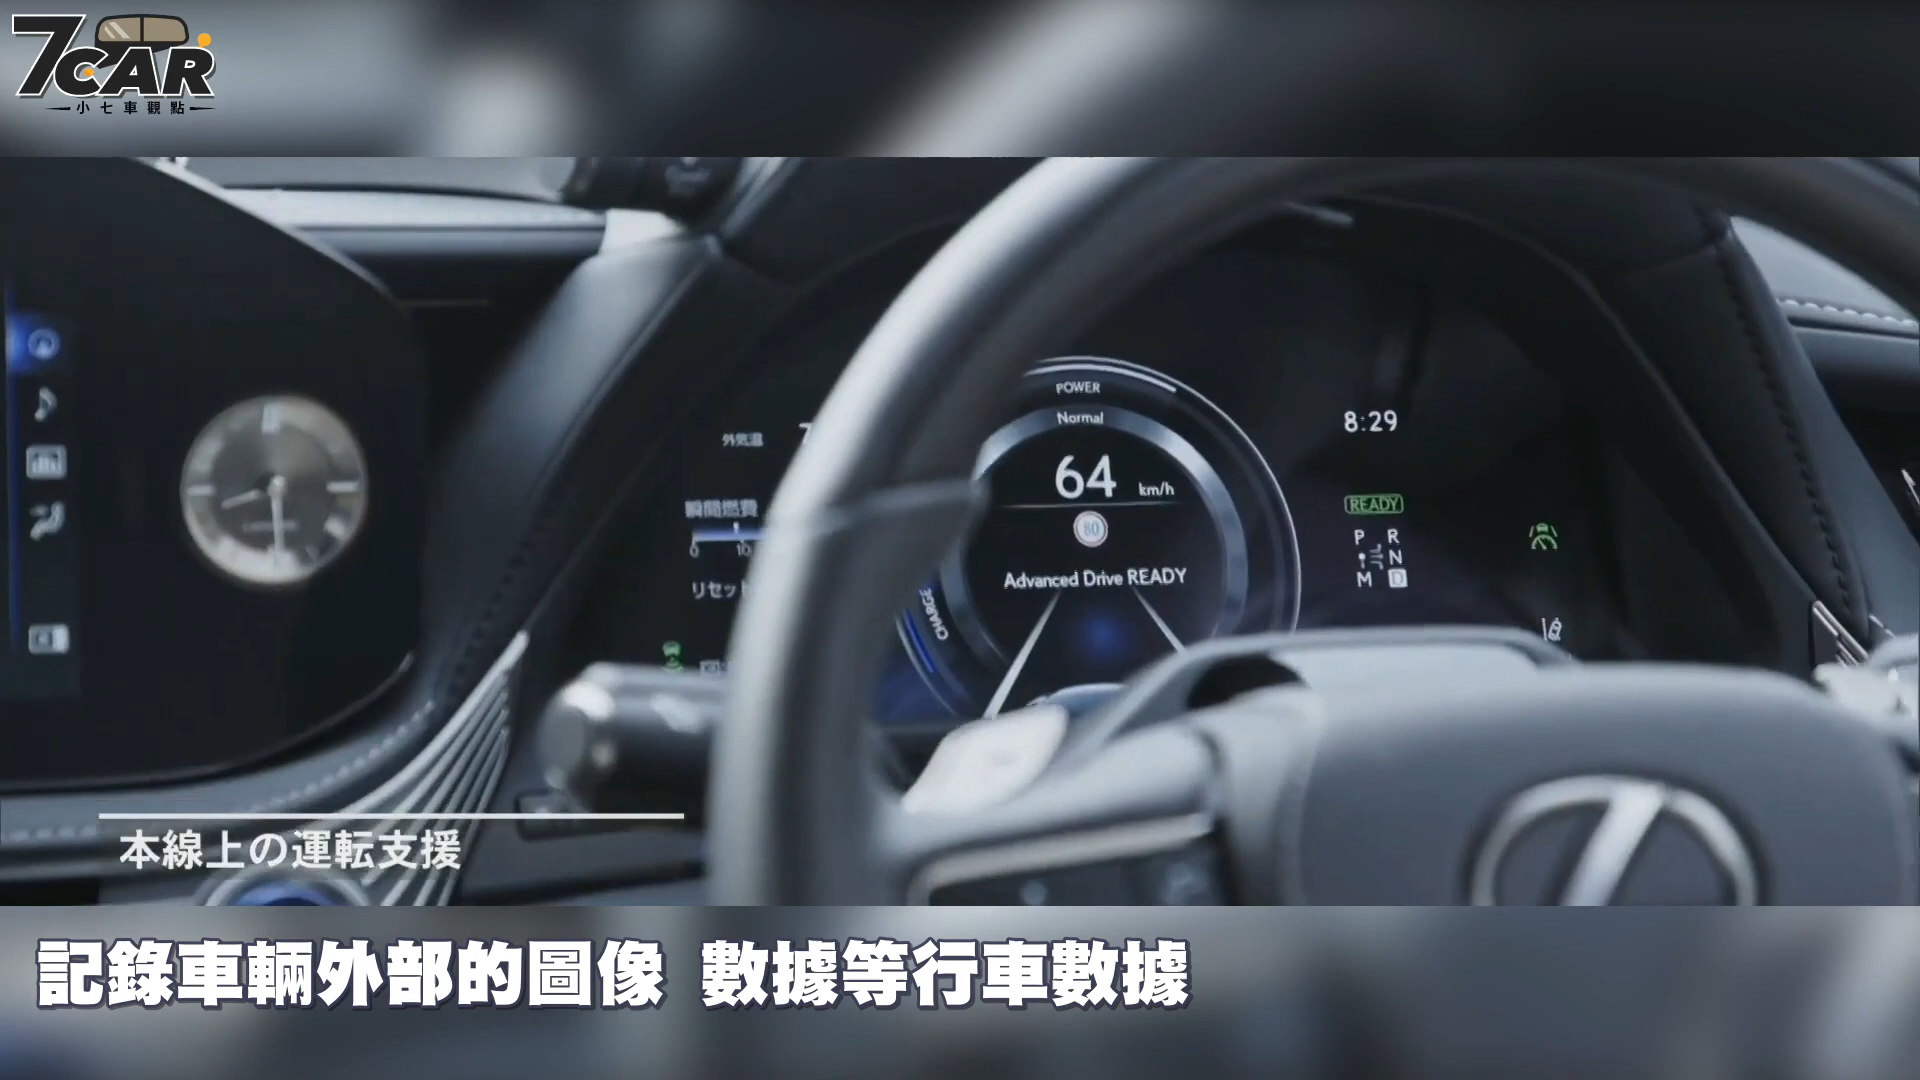 7CAR
小七車觀點
外気温
瞬間燃費
0 10
リセット
POWER
Normal
64 km/h
80
Advanced Drive READY
CHARGE
8:29
READY
P R
N
M D
本線上の運転支援
記錄車輛外部的圖像 數據等行車數據